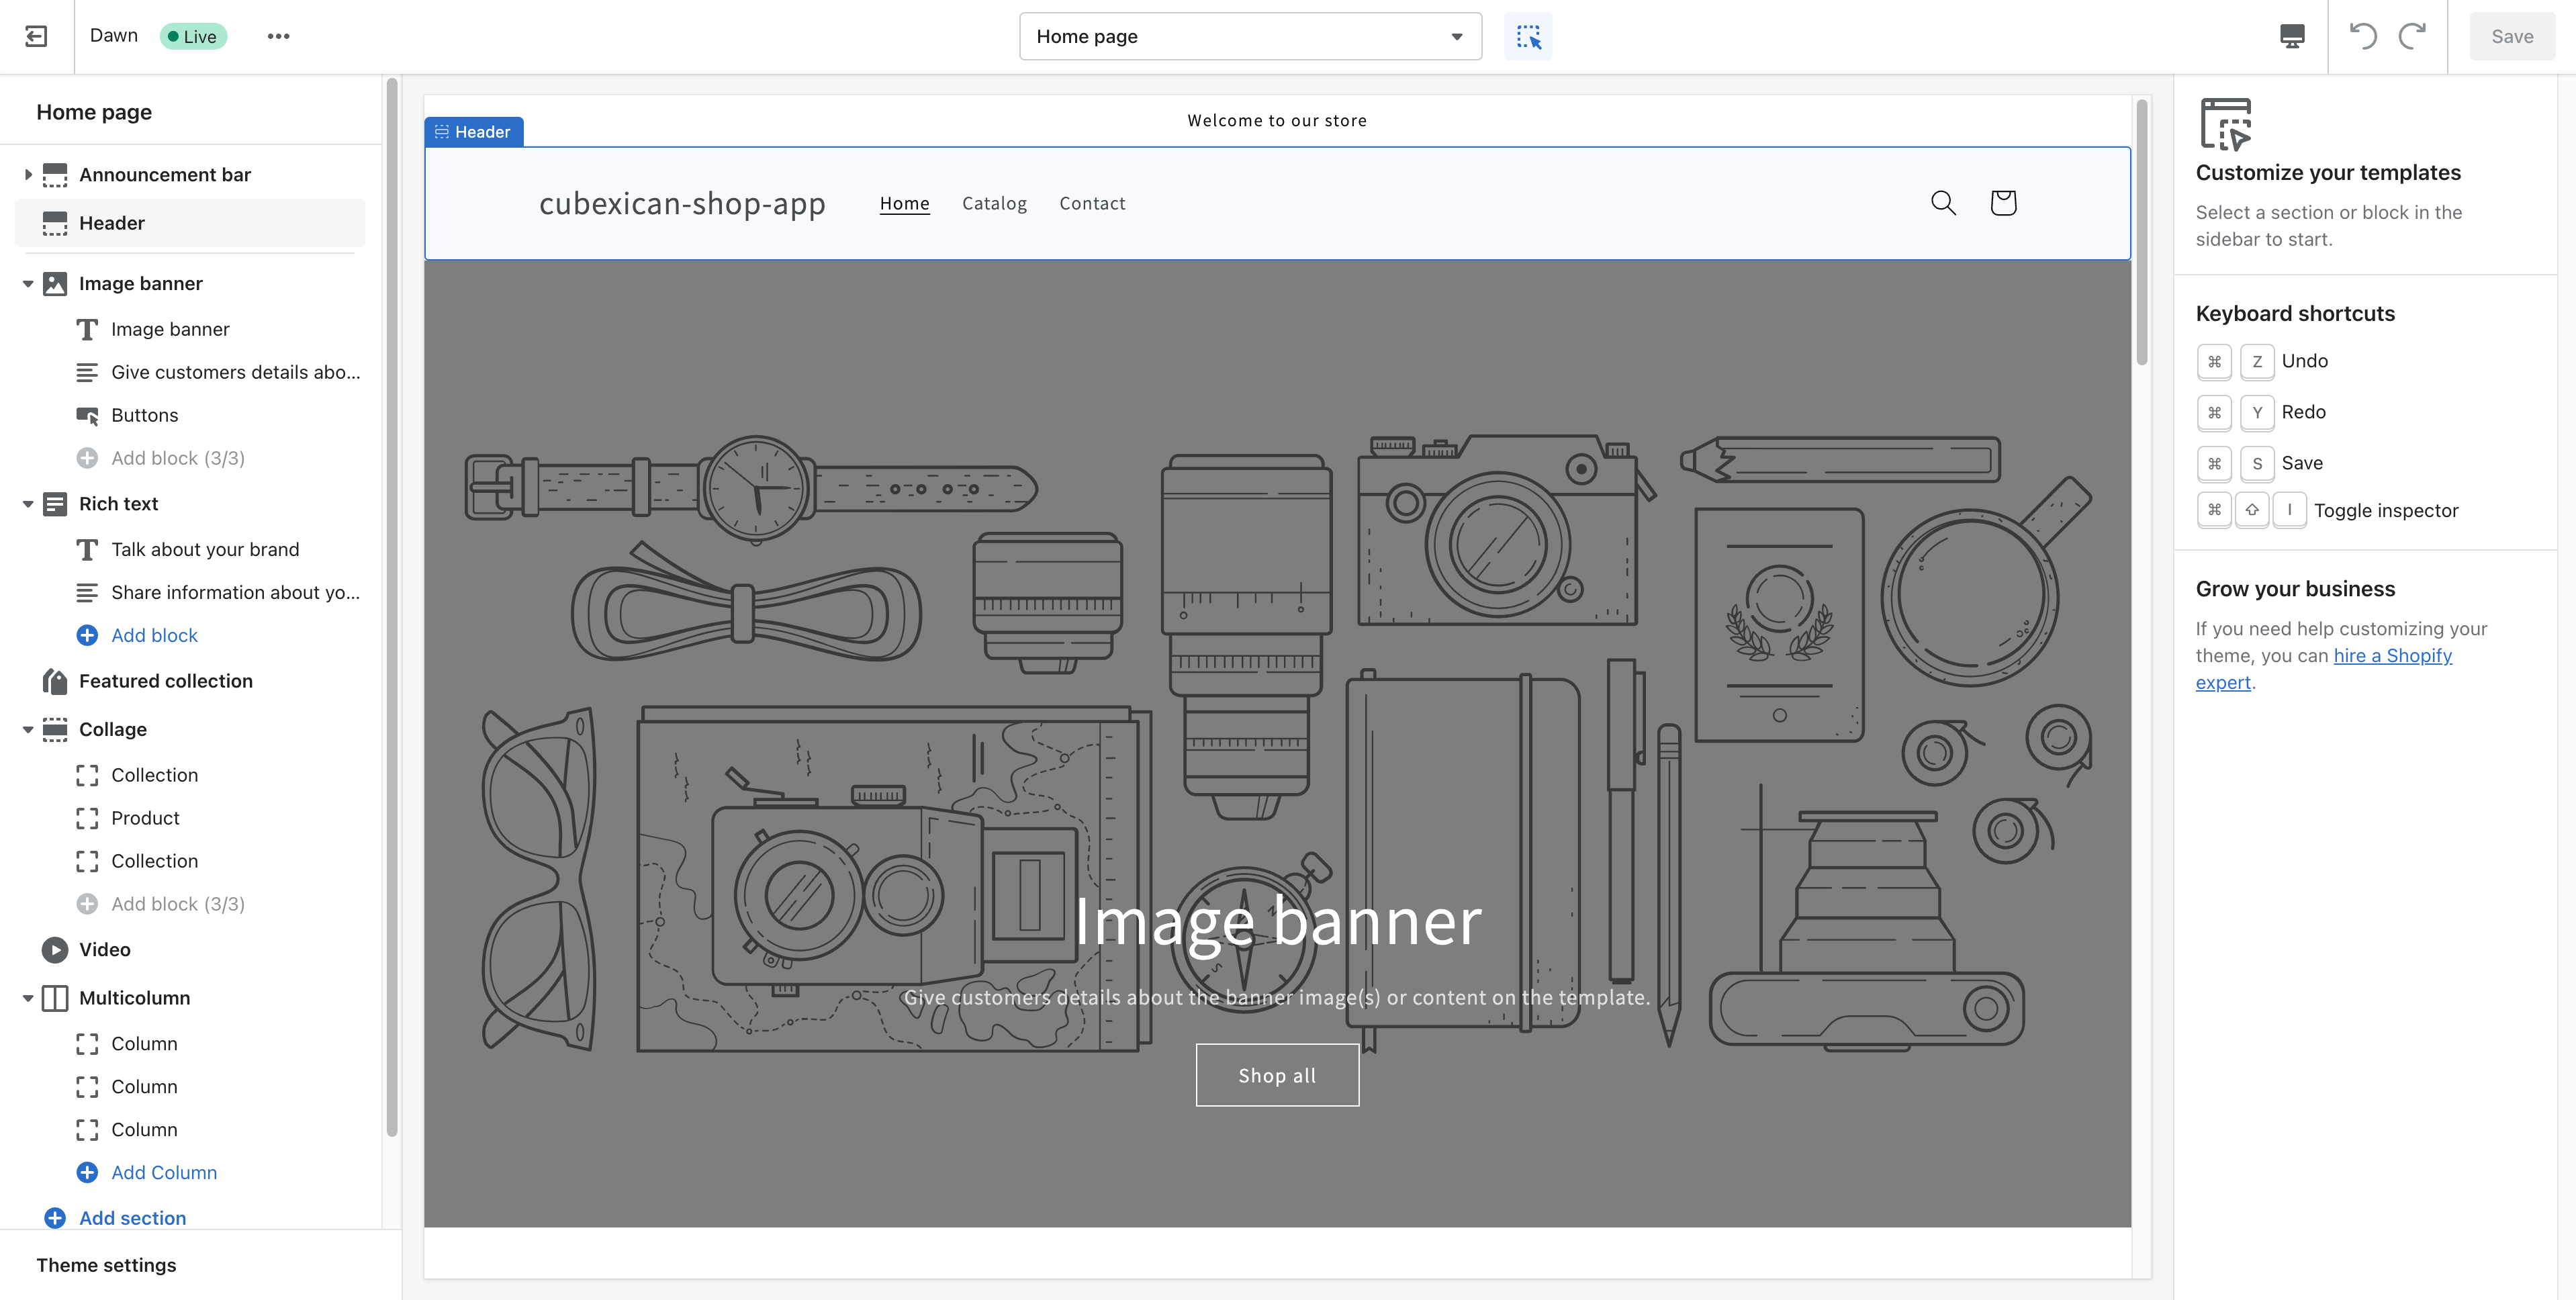 Dawn
Live
Home page
Save
Home page
Announcement bar
Header
Image banner
Image banner
Give customers details abo...
Buttons
Add block (3/3)
Rich text
Talk about your brand
Share information about yo...
Add block
Featured collection
Collage
Collection
Product
Collection
Add block (3/3)
Video
Multicolumn
Column
Column
Column
Add Column
Add section
Theme settings
Welcome to our store
Header
cubexican-shop-app Home Catalog Contact
Image banner
Give customers details about the banner image(s) or content on the template.
Shop all
Customize your templates
Select a section or block in the
sidebar to start.
Keyboard shortcuts
⌘ Z Undo
⌘ Y Redo
⌘ S Save
⌘ ⇧ I Toggle inspector
Grow your business
If you need help customizing your
theme, you can hire a Shopify
expert.